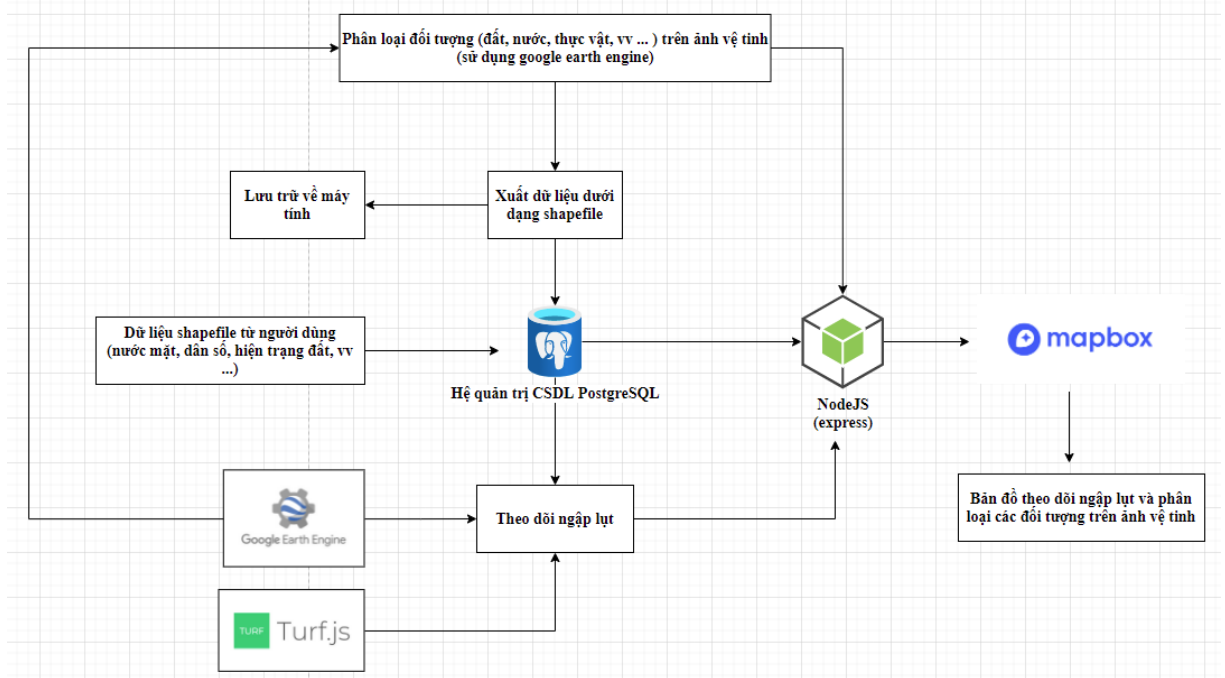 Phân loại đối tượng (đất, nước, thực vật, vv ... ) trên ảnh vệ tinh
(sử dụng google earth engine)
Lưu trữ về máy
tính
Xuất dữ liệu dưới
dạng shapefile
Dữ liệu shapefile từ người dùng
(nước mặt, dân số, hiện trạng đất, vv
...)
Hệ quản trị CSDL PostgreSQL
NodeJS
(express)
mapbox
Google Earth Engine
Theo dõi ngập lụt
Bản đồ theo dõi ngập lụt và phân
loại các đối tượng trên ảnh vệ tinh
TURF
Turf.js